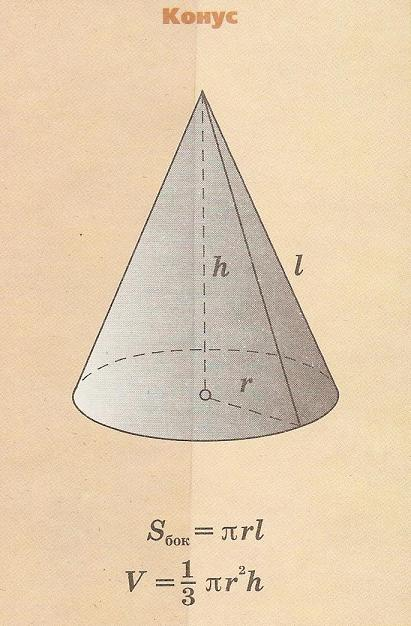 Конус
h
l
r
Sбок = πrl
V = 1/3 πr²h